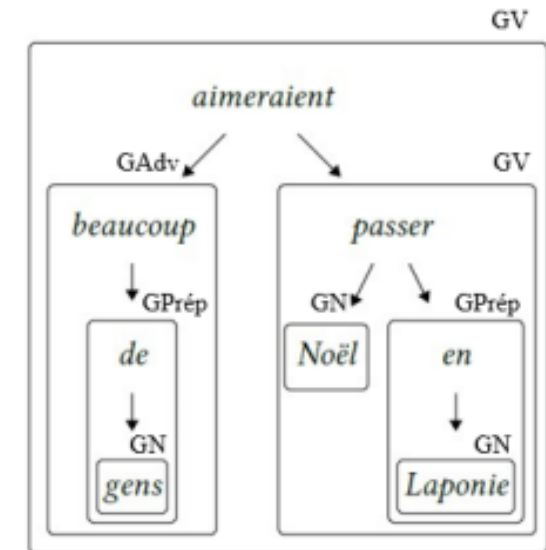 GV
aimeraient
GAdv GV
beaucoup passer
GPrép GN GPrép
de Noël en
GN GN
gens Laponie